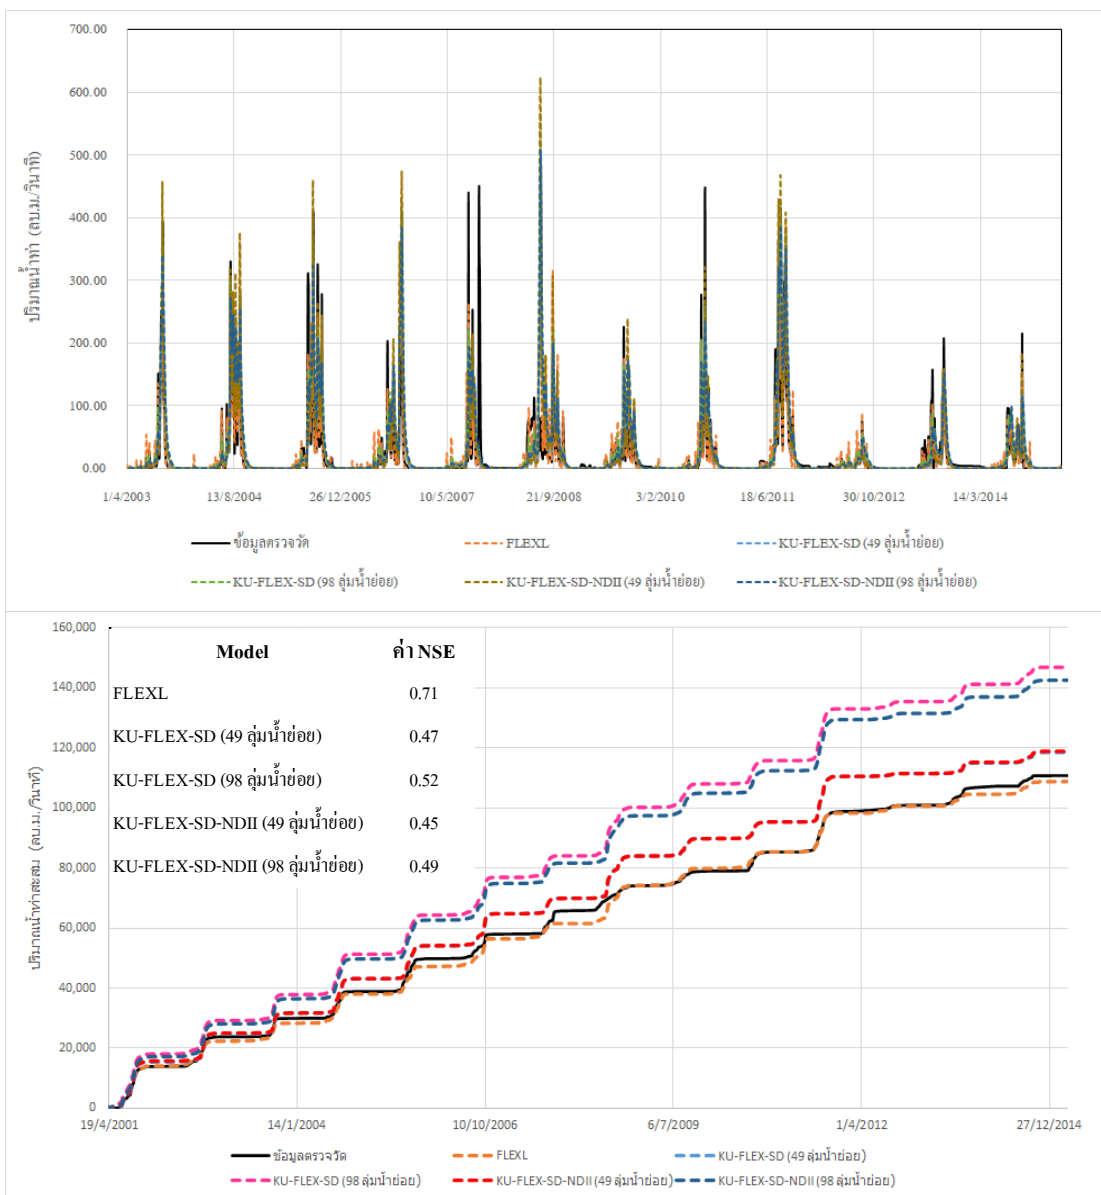 700.00
600.00
500.00
400.00
300.00
200.00
100.00
0.00
ปริมาณน้ำท่า (ลบ.ม./วินาที)
1/4/2003 13/8/2004 26/12/2005 10/5/2007 21/9/2008 3/2/2010 18/6/2011 30/10/2012 14/3/2014
ข้อมูลตรวจวัด FLEXL KU-FLEX-SD (49 ลุ่มน้ำย่อย)
KU-FLEX-SD (98 ลุ่มน้ำย่อย) KU-FLEX-SD-NDII (49 ลุ่มน้ำย่อย) KU-FLEX-SD-NDII (98 ลุ่มน้ำย่อย)
160,000
140,000
120,000
100,000
80,000
60,000
40,000
20,000
0
ปริมาณน้ำท่าสะสม (ลบ.ม./วินาที)
Model ค่า NSE
FLEXL 0.71
KU-FLEX-SD (49 ลุ่มน้ำย่อย) 0.47
KU-FLEX-SD (98 ลุ่มน้ำย่อย) 0.52
KU-FLEX-SD-NDII (49 ลุ่มน้ำย่อย) 0.45
KU-FLEX-SD-NDII (98 ลุ่มน้ำย่อย) 0.49
19/4/2001 14/1/2004 10/10/2006 6/7/2009 1/4/2012 27/12/2014
ข้อมูลตรวจวัด FLEXL KU-FLEX-SD (49 ลุ่มน้ำย่อย)
KU-FLEX-SD (98 ลุ่มน้ำย่อย) KU-FLEX-SD-NDII (49 ลุ่มน้ำย่อย) KU-FLEX-SD-NDII (98 ลุ่มน้ำย่อย)